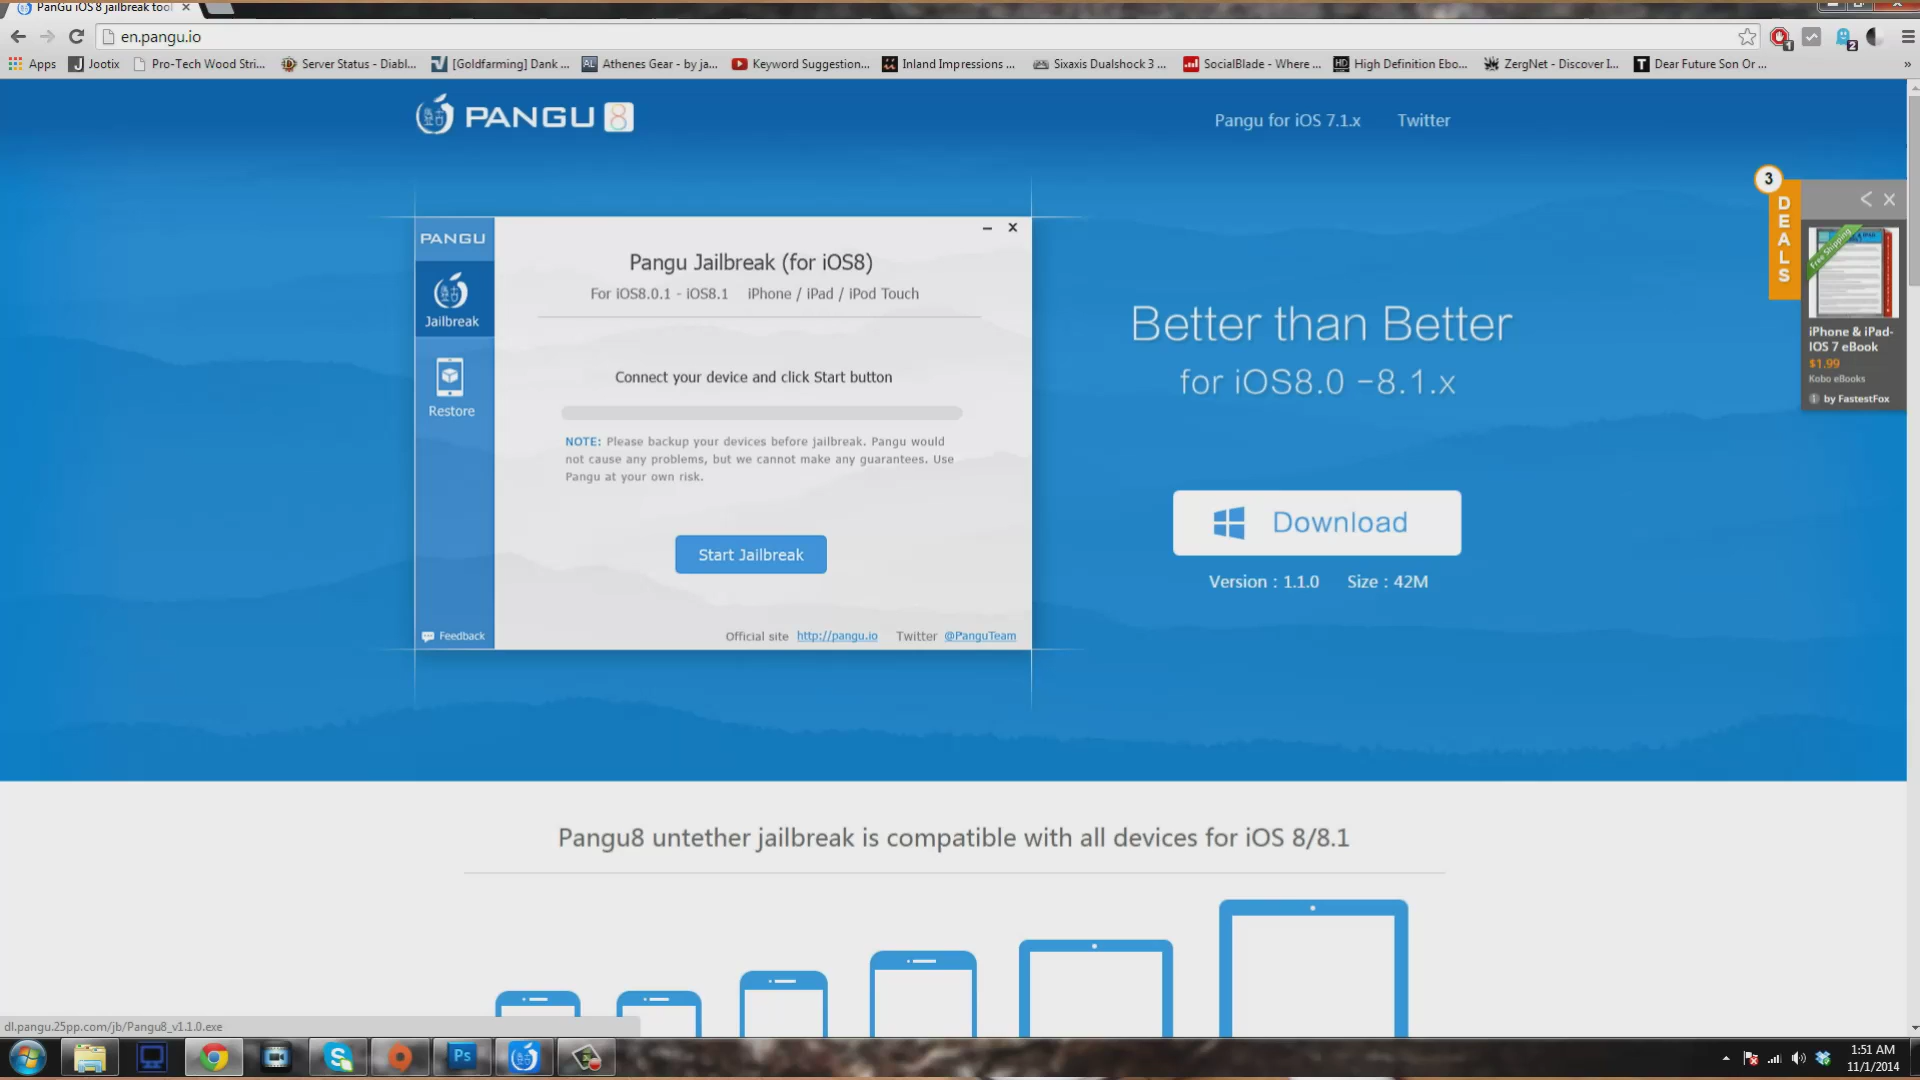 PanGu iOS 8 jailbreak tool
en.pangu.io
Apps Jootix Pro-Tech Wood Stri... Server Status - Diabl... [Goldfarming] Dank ... Athenes Gear - by ja... Keyword Suggestion... Inland Impressions ... Sixaxis Dualshock 3 ... SocialBlade - Where ... High Definition Ebo... ZergNet - Discover I... Dear Future Son Or ... »
PANGU 8
Pangu for iOS 7.1.x Twitter
3
DEALS
Free Shipping
iPhone & iPad-
IOS 7 eBook
$1.99
Kobo eBooks
by FastestFox
PANGU
Jailbreak
Restore
Feedback
Pangu Jailbreak (for iOS8)
For iOS8.0.1 - iOS8.1 iPhone / iPad / iPod Touch
Connect your device and click Start button
NOTE: Please backup your devices before jailbreak. Pangu would
not cause any problems, but we cannot make any guarantees. Use
Pangu at your own risk.
Start Jailbreak
Official site http://pangu.io Twitter @PanguTeam
Better than Better
for iOS8.0 -8.1.x
Download
Version : 1.1.0 Size : 42M
Pangu8 untether jailbreak is compatible with all devices for iOS 8/8.1
dl.pangu.25pp.com/jb/Pangu8_v1.1.0.exe
Ps
1:51 AM
11/1/2014